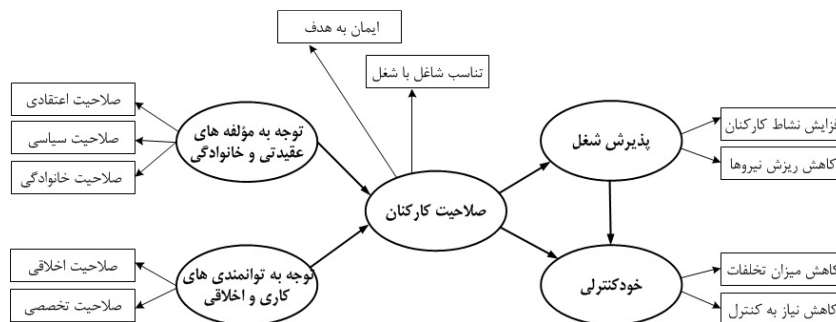 ایمان به هدف
تناسب شاغل با شغل
صلاحیت اعتقادی
صلاحیت سیاسی
صلاحیت خانوادگی
توجه به مؤلفه های
عقیدتی و خانوادگی
پذیرش شغل
فزایش نشاط کارکنان
کاهش ریزش نیروها
صلاحیت کارکنان
صلاحیت اخلاقی
صلاحیت تخصصی
توجه به توانمندی های
کاری و اخلاقی
خودکنترلی
کاهش میزان تخلفات
کاهش نیاز به کنترل